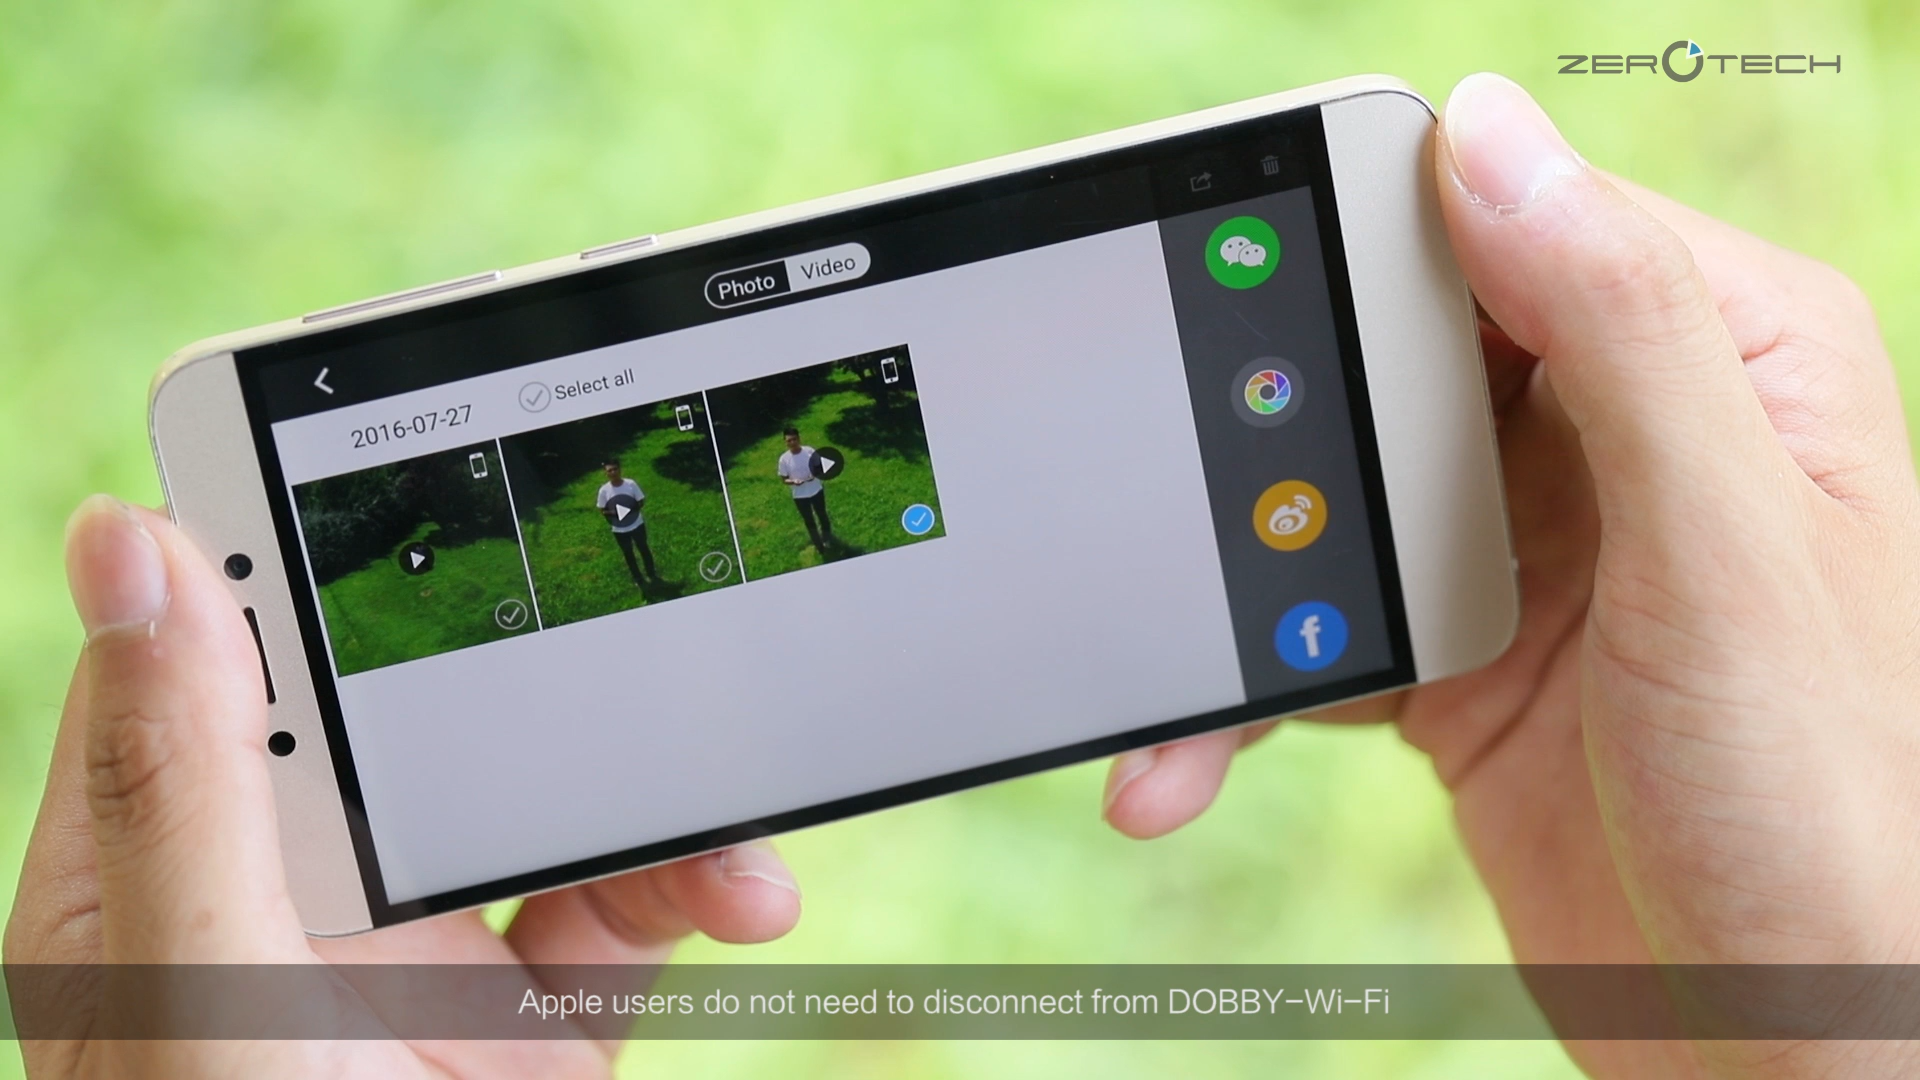 ZEROTECH
Photo Video
2016-07-27 Select all
f
Apple users do not need to disconnect from DOBBY-Wi-Fi